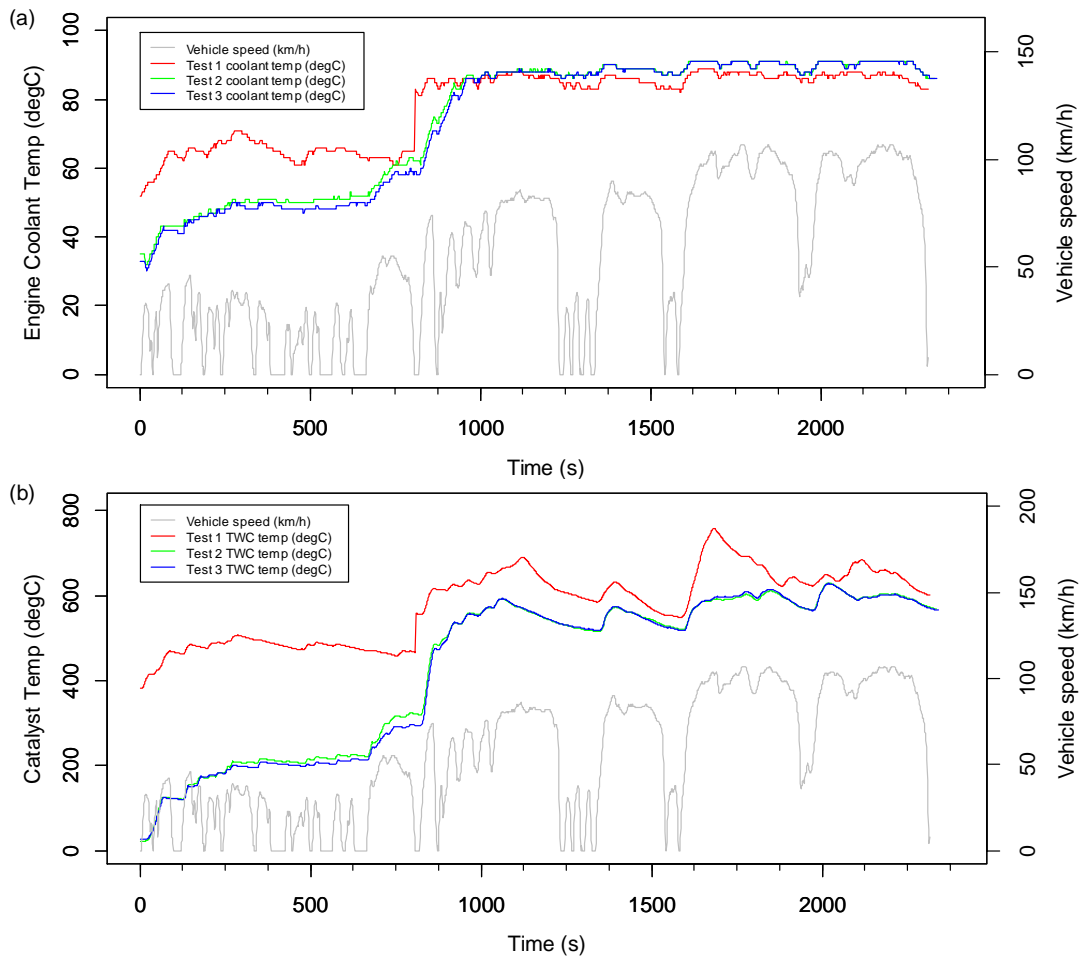 (a)
Engine Coolant Temp (degC)
100
80
60
40
20
0
Vehicle speed (km/h)
Test 1 coolant temp (degC)
Test 2 coolant temp (degC)
Test 3 coolant temp (degC)
150
100
50
0
Vehicle speed (km/h)
0 500 1000 1500 2000
Time (s)
(b)
Catalyst Temp (degC)
800
600
400
200
0
Vehicle speed (km/h)
Test 1 TWC temp (degC)
Test 2 TWC temp (degC)
Test 3 TWC temp (degC)
200
150
100
50
0
Vehicle speed (km/h)
0 500 1000 1500 2000
Time (s)